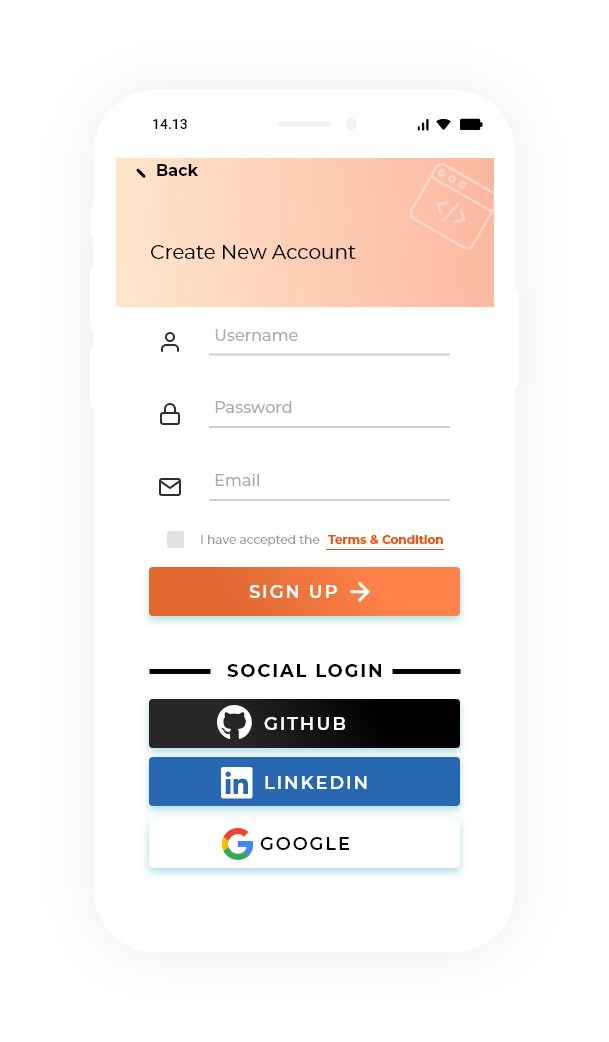 14.13
Back
Create New Account
Username
Password
Email
I have accepted the Terms & Condition
SIGN UP
SOCIAL LOGIN
GITHUB
LINKEDIN
GOOGLE